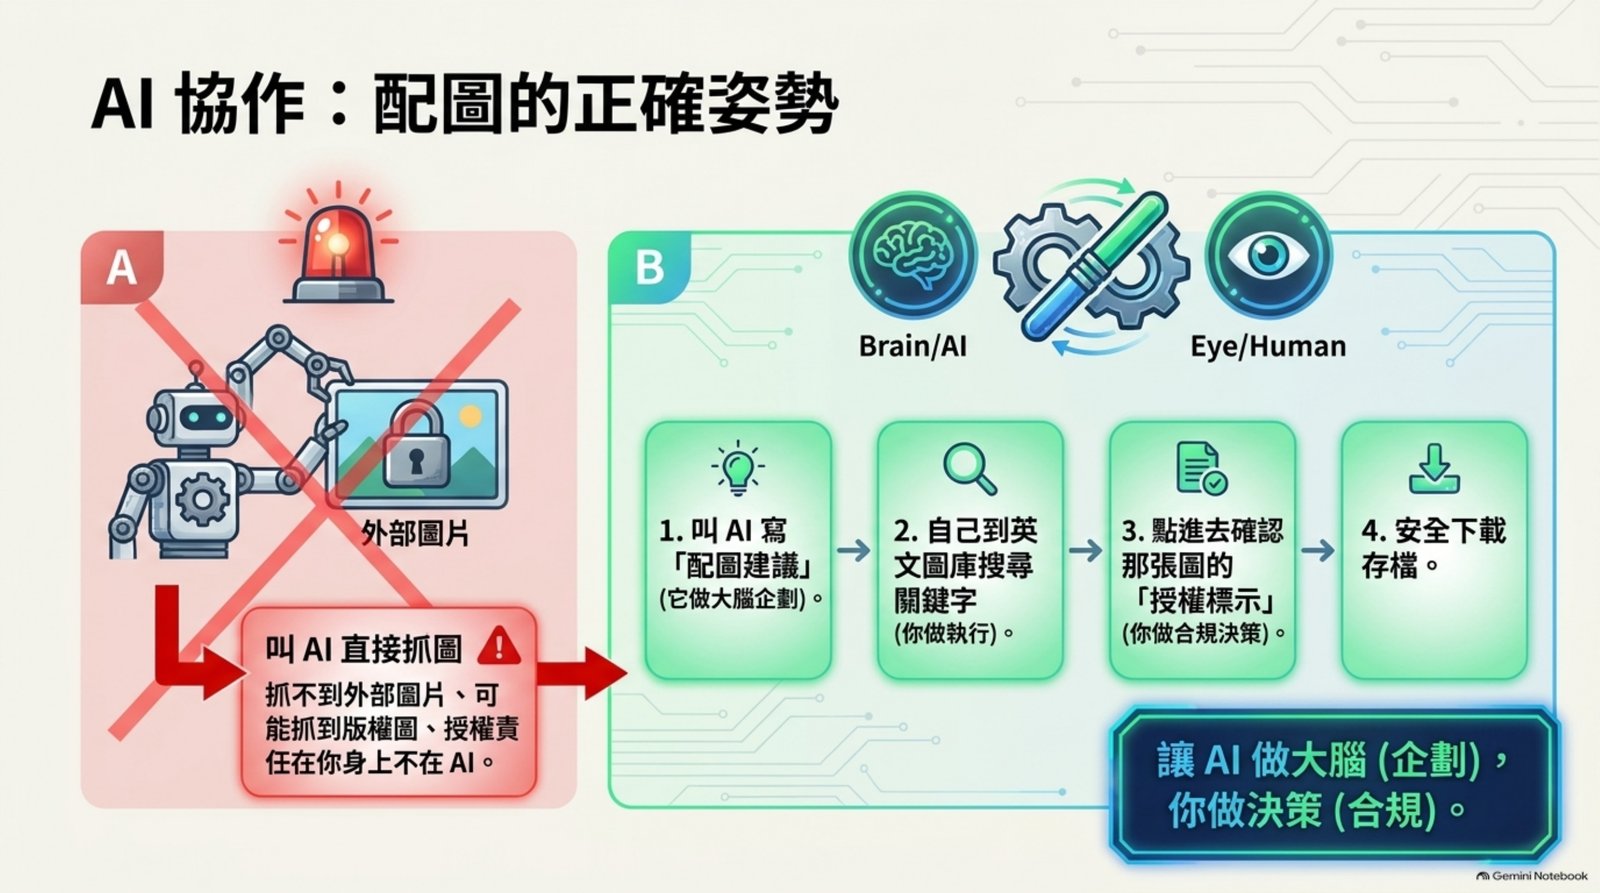 AI 協作：配圖的正確姿勢
A
外部圖片
叫 AI 直接抓圖
抓不到外部圖片、可
能抓到版權圖、授權責
任在你身上不在 AI。
B
Brain/AI
Eye/Human
1. 叫 AI 寫
「配圖建議」
(它做大腦企劃)。
2. 自己到英
文圖庫搜尋
關鍵字
(你做執行)。
3. 點進去確認
那張圖的
「授權標示」
(你做合規決策)。
4. 安全下載
存檔。
讓 AI 做大腦 (企劃)，
你做決策 (合規)。
Gemini Notebook